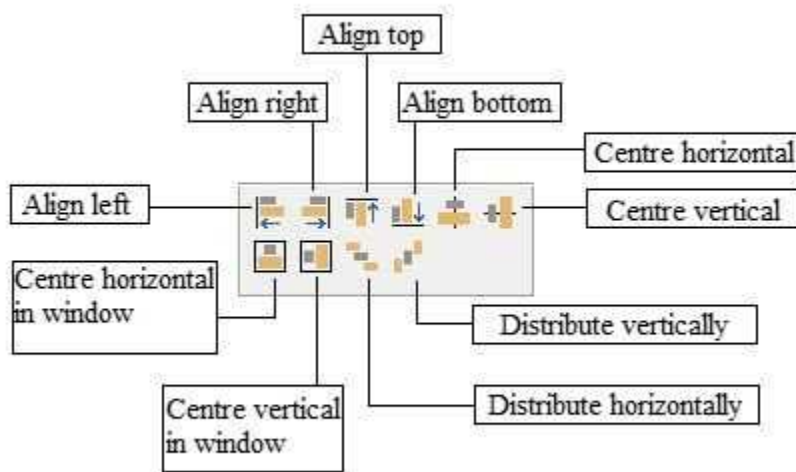 Align top
Align right
Align bottom
Centre horizontal
Align left
Centre vertical
Centre horizontal
in window
Distribute vertically
Centre vertical
in window
Distribute horizontally